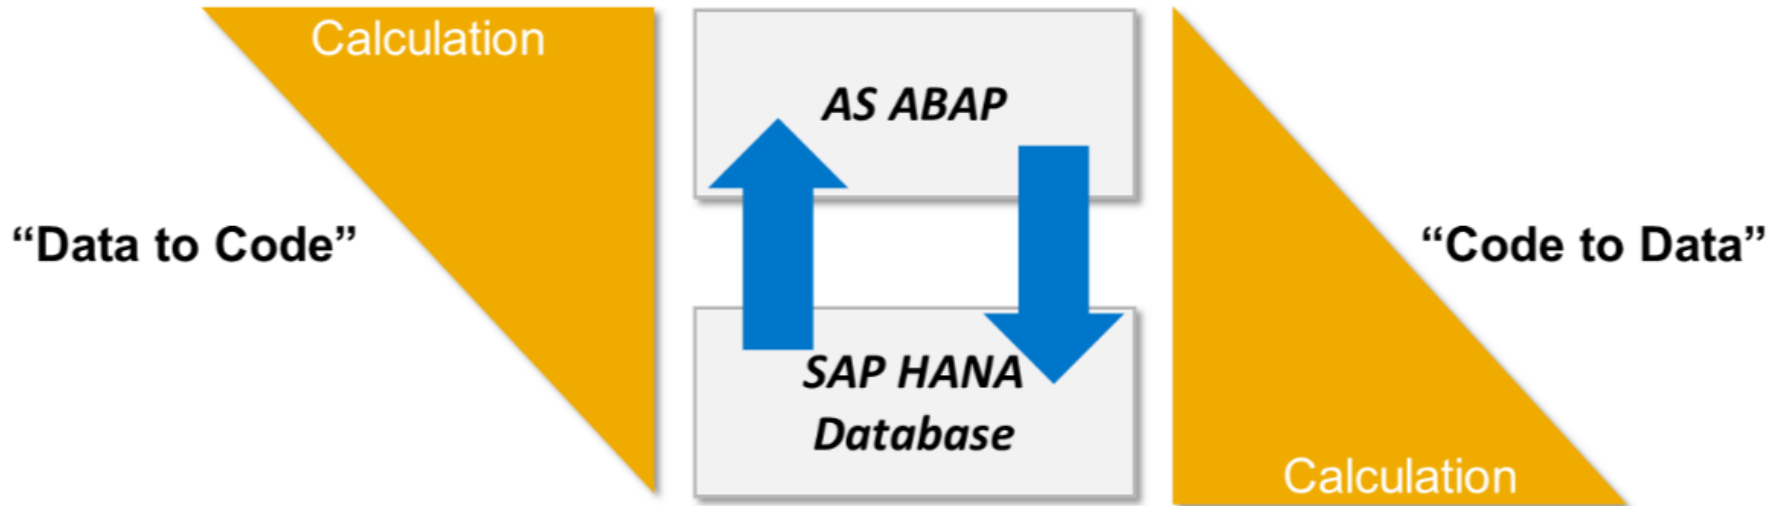 Calculation
AS ABAP
“Data to Code”
“Code to Data”
SAP HANA
Database
Calculation